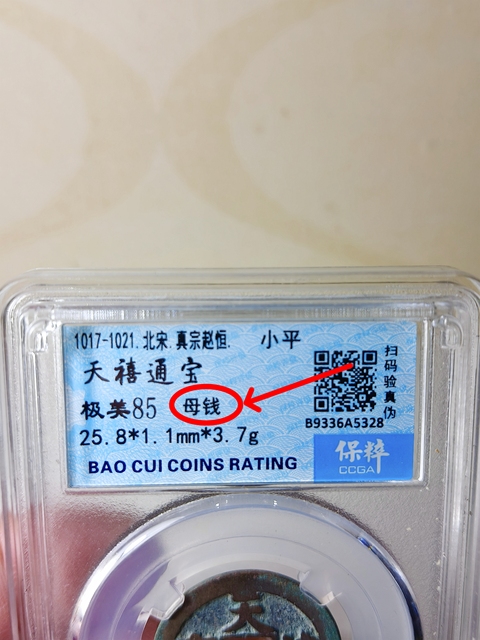 1017-1021.北宋.真宗赵恒. 小平
天禧通宝
极美85 母钱
25.8*1.1mm*3.7g
BAO CUI COINS RATING
扫码验真伪
B9336A5328
保粹
CCGA
天